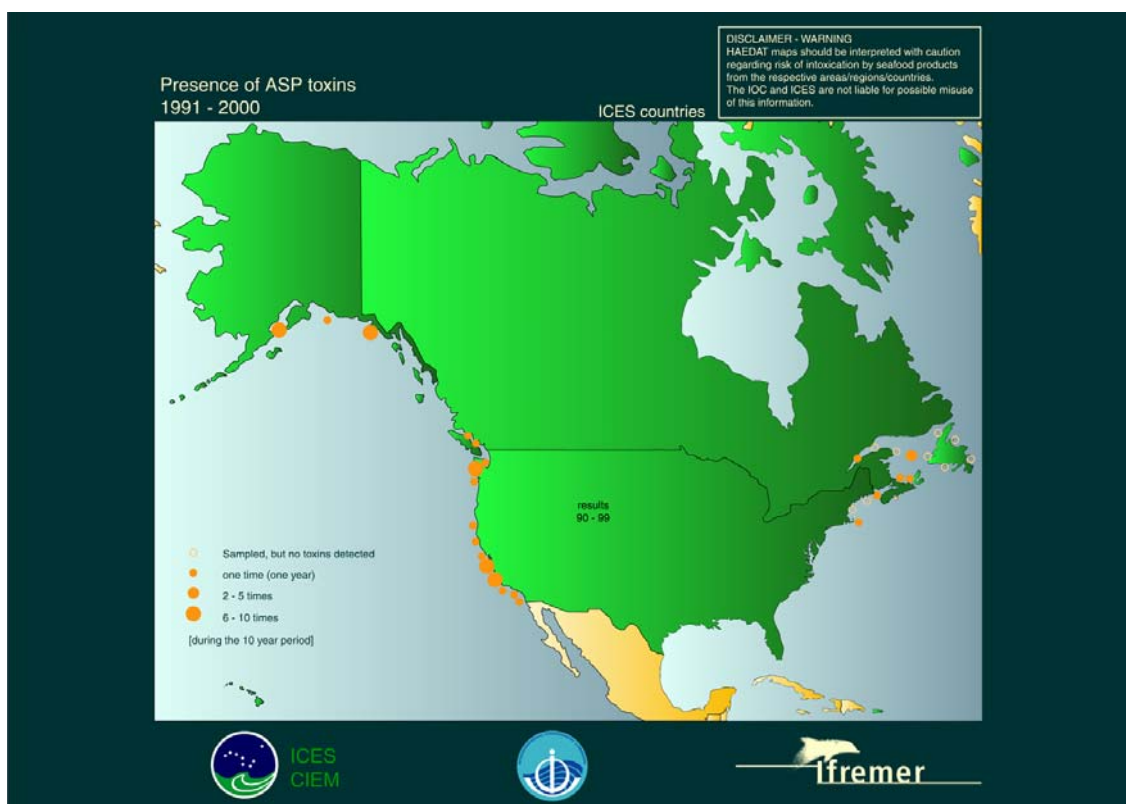 DISCLAIMER - WARNING
HAEDAT maps should be interpreted with caution
regarding risk of intoxication by seafood products
from the respective areas/regions/countries.
The IOC and ICES are not liable for possible misuse
of this information.
Presence of ASP toxins
1991 - 2000
ICES countries
results
90 - 99
Sampled, but no toxins detected
one time (one year)
2 - 5 times
6 - 10 times
[during the 10 year period]
ICES
CIEM
Ifremer